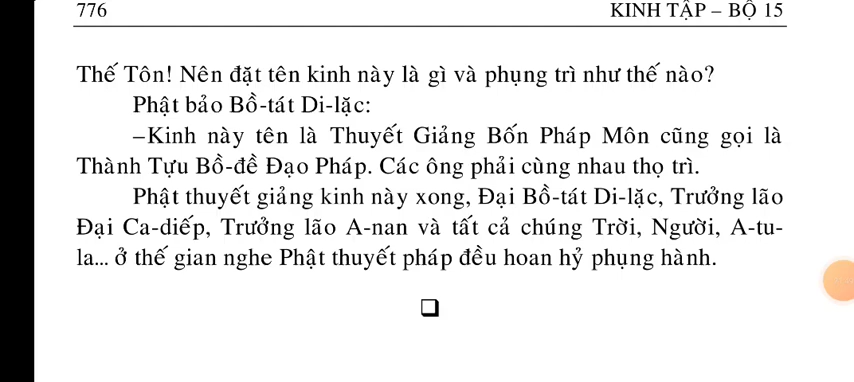 776 KINH TẬP – BỘ 15
Thế Tôn! Nên đặt tên kinh này là gì và phụng trì như thế nào?
Phật bảo Bồ-tát Di-lặc:
–Kinh này tên là Thuyết Giảng Bốn Pháp Môn cũng gọi là
Thành Tựu Bồ-đề Đạo Pháp. Các ông phải cùng nhau thọ trì.
Phật thuyết giảng kinh này xong, Đại Bồ-tát Di-lặc, Trưởng lão
Đại Ca-diếp, Trưởng lão A-nan và tất cả chúng Trời, Người, A-tu-
la... ở thế gian nghe Phật thuyết pháp đều hoan hỷ phụng hành.